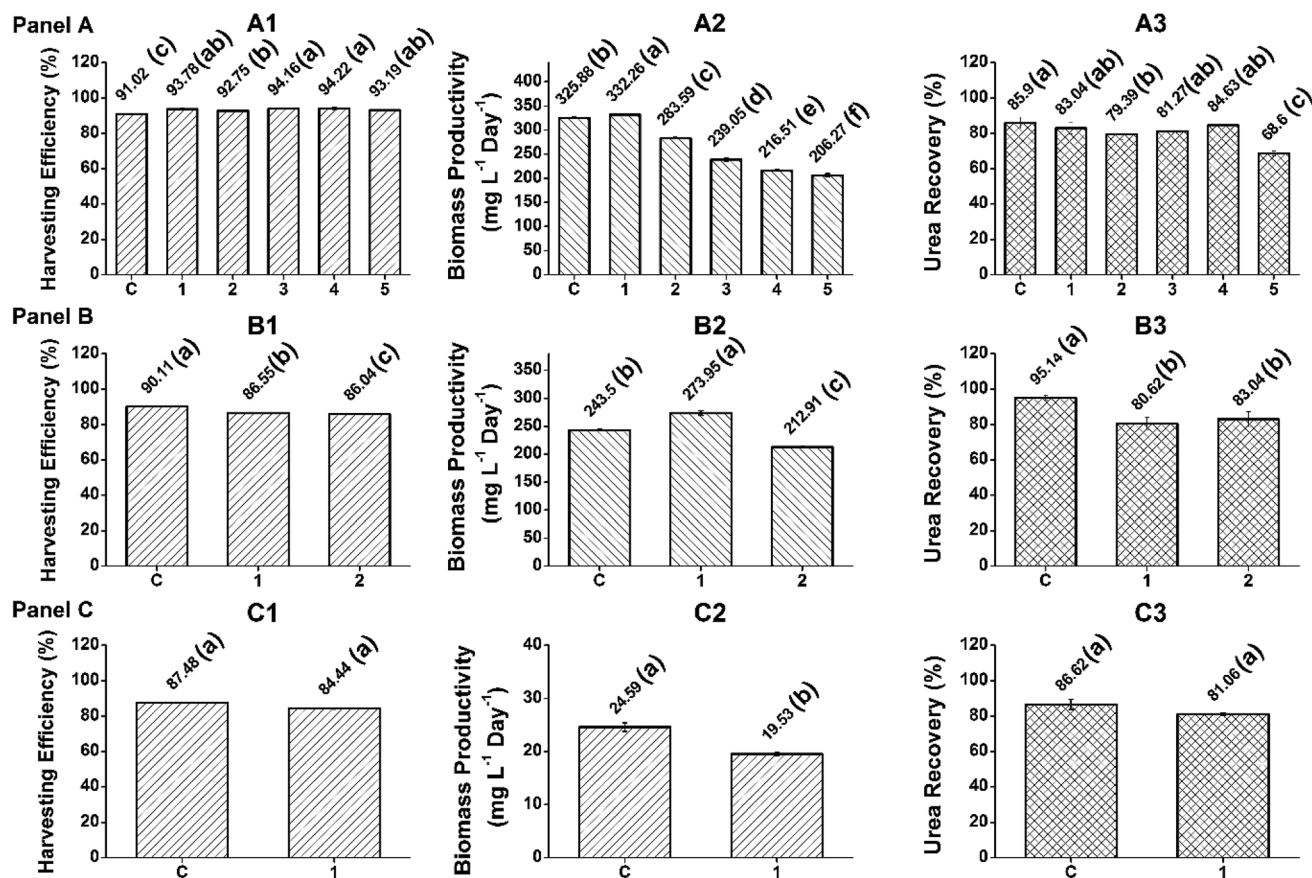 Panel A
A1
Harvesting Efficiency (%)
120
100
80
60
40
20
0
91.02 (c)
93.78 (ab)
92.75 (b)
94.16 (a)
94.22 (a)
93.19 (ab)
C 1 2 3 4 5
A2
Biomass Productivity
(mg L⁻¹ Day⁻¹)
400
350
300
250
200
150
100
50
0
325.88 (b)
332.26 (a)
283.59 (c)
239.05 (d)
216.51 (e)
206.27 (f)
C 1 2 3 4 5
A3
Urea Recovery (%)
120
100
80
60
40
20
0
85.9 (a)
83.04 (ab)
79.39 (b)
81.27 (ab)
84.63 (ab)
68.6 (c)
C 1 2 3 4 5
Panel B
B1
Harvesting Efficiency (%)
120
100
80
60
40
20
0
90.11 (a)
86.55 (b)
86.04 (c)
C 1 2
B2
Biomass Productivity
(mg L⁻¹ Day⁻¹)
350
300
250
200
150
100
50
0
243.5 (b)
273.95 (a)
212.91 (c)
C 1 2
B3
Urea Recovery (%)
120
100
80
60
40
20
0
95.14 (a)
80.62 (b)
83.04 (b)
C 1 2
Panel C
C1
Harvesting Efficiency (%)
120
100
80
60
40
20
0
87.48 (a)
84.44 (a)
C 1
C2
Biomass Productivity
(mg L⁻¹ Day⁻¹)
40
30
20
10
0
24.59 (a)
19.53 (b)
C 1
C3
Urea Recovery (%)
120
100
80
60
40
20
0
86.62 (a)
81.06 (a)
C 1